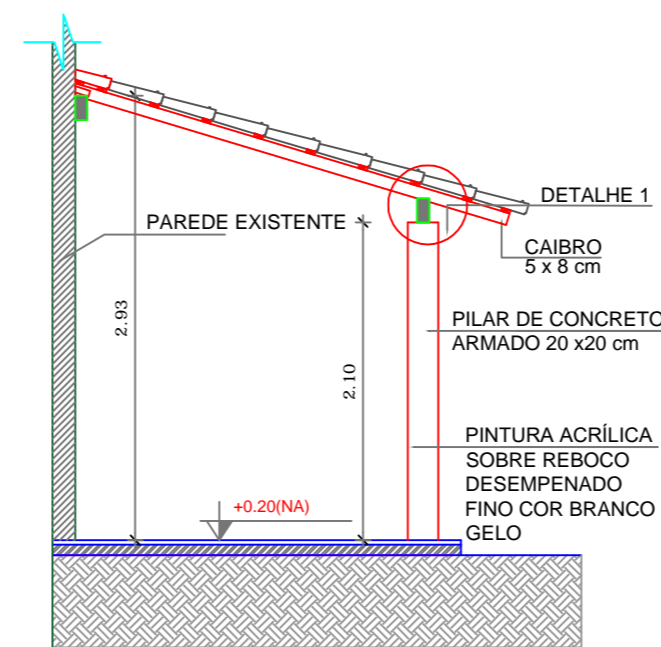 DETALHE 1
PAREDE EXISTENTE
CAIBRO
5 x 8 cm
2.93
2.10
PILAR DE CONCRETO
ARMADO 20 x20 cm
PINTURA ACRÍLICA
SOBRE REBOCO
DESEMPENADO
FINO COR BRANCO
GELO
+0.20(NA)